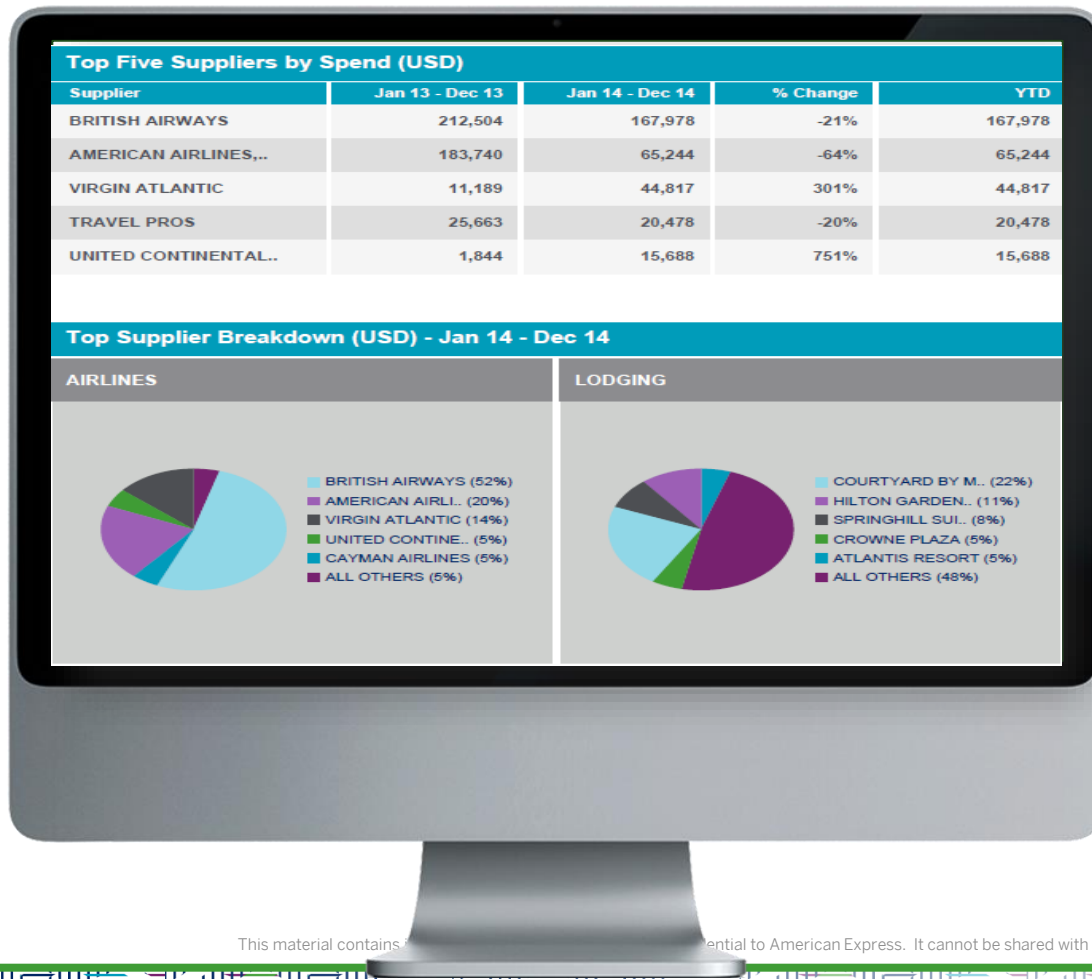 Top Five Suppliers by Spend (USD)
Supplier Jan 13 - Dec 13 Jan 14 - Dec 14 % Change YTD
BRITISH AIRWAYS 212,504 167,978 -21% 167,978
AMERICAN AIRLINES,.. 183,740 65,244 -64% 65,244
VIRGIN ATLANTIC 11,189 44,817 301% 44,817
TRAVEL PROS 25,663 20,478 -20% 20,478
UNITED CONTINENTAL.. 1,844 15,688 751% 15,688
Top Supplier Breakdown (USD) - Jan 14 - Dec 14
AIRLINES LODGING
BRITISH AIRWAYS (52%) COURTYARD BY M.. (22%)
AMERICAN AIRLI.. (20%) HILTON GARDEN.. (11%)
VIRGIN ATLANTIC (14%) SPRINGHILL SUI.. (8%)
UNITED CONTINE.. (5%) CROWNE PLAZA (5%)
CAYMAN AIRLINES (5%) ATLANTIS RESORT (5%)
ALL OTHERS (5%) ALL OTHERS (48%)
This material contains ential to American Express. It cannot be shared with